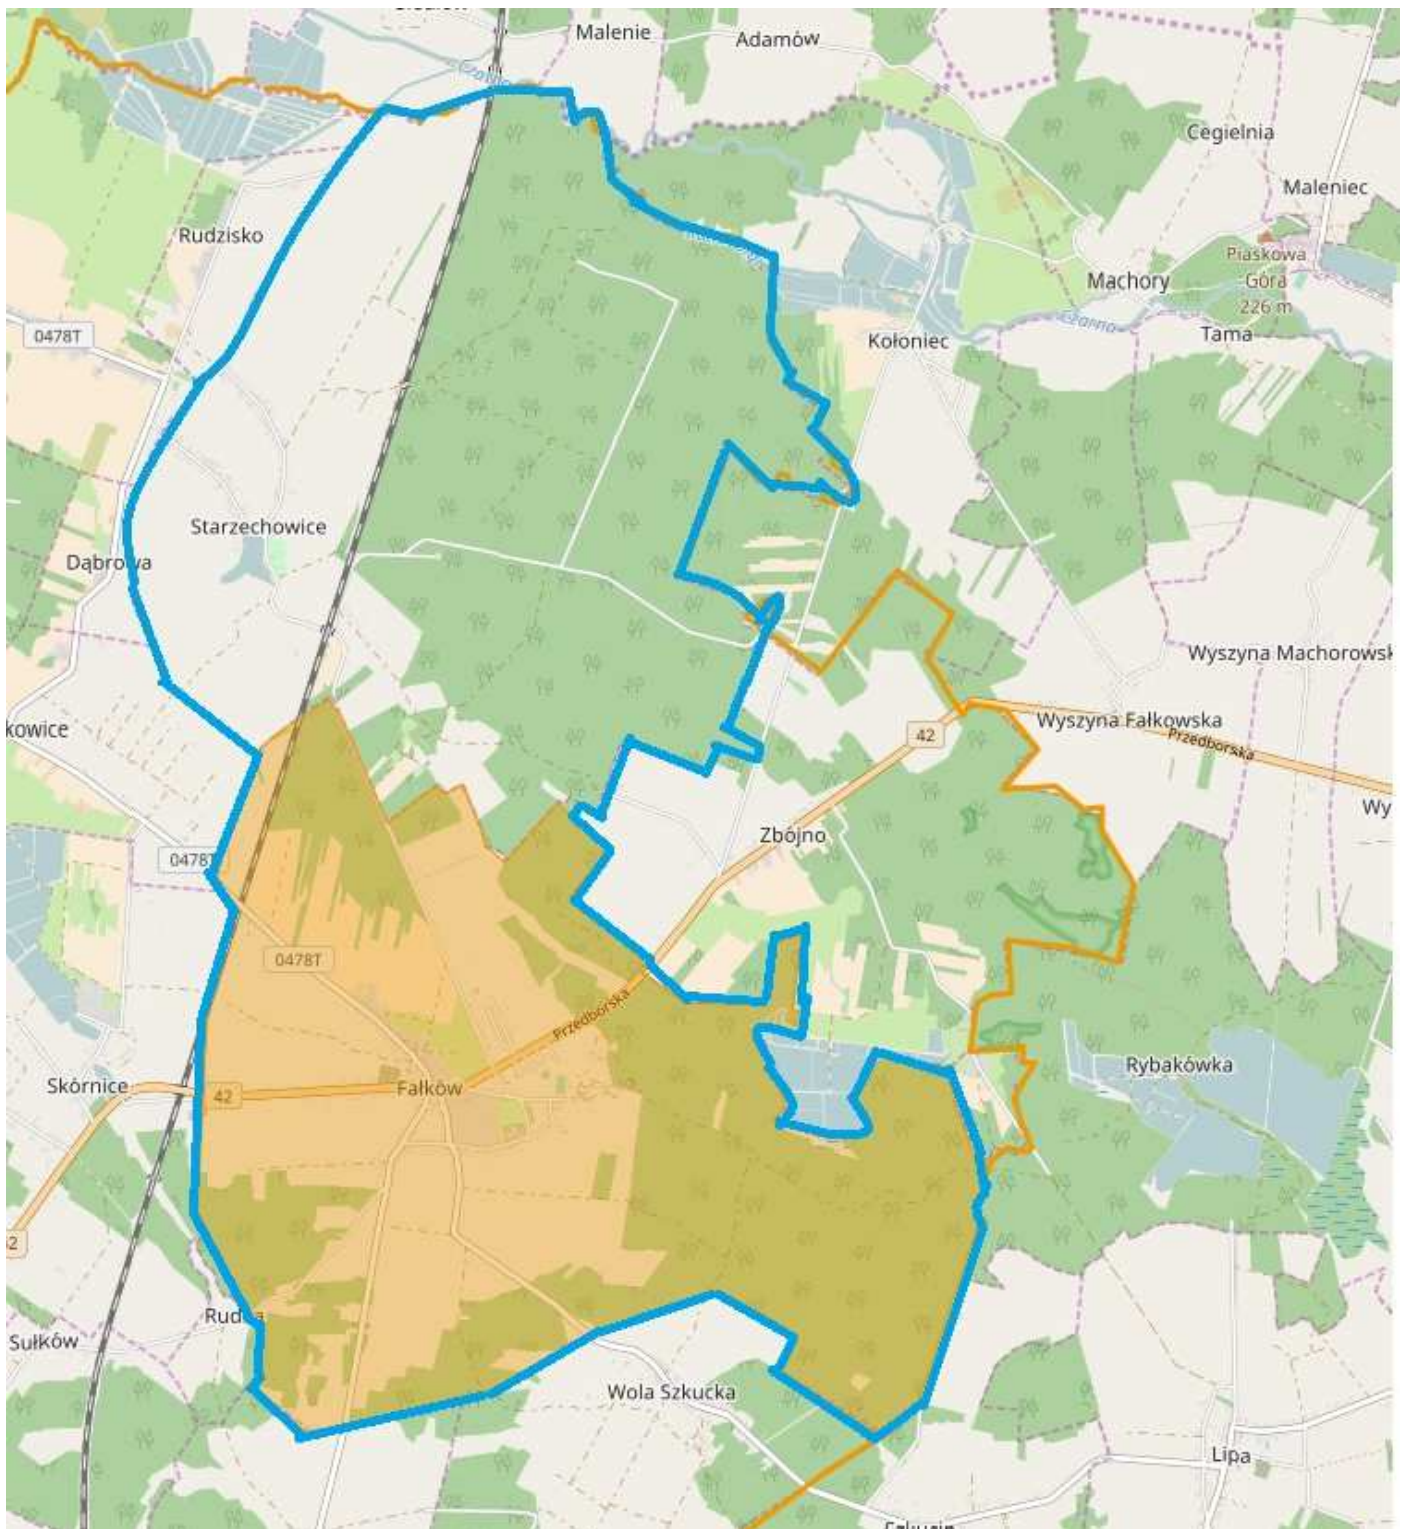 Malenie
Adamów
Cegielnia
Maleniec
Rudzisko
Piaskowa
Góra
226 m
Machory
Czarna
Tama
0478T
Kołoniec
Starzechowice
Dąbrowa
Wyszyna Machorowsk
kowice
42
Wyszyna Fałkowska
Przedborska
Wy
Zbójno
0478T
0478T
Przedborska
Rybakówka
Skórnice
42
Fałków
Sułków
Wola Szkucka
Lipa